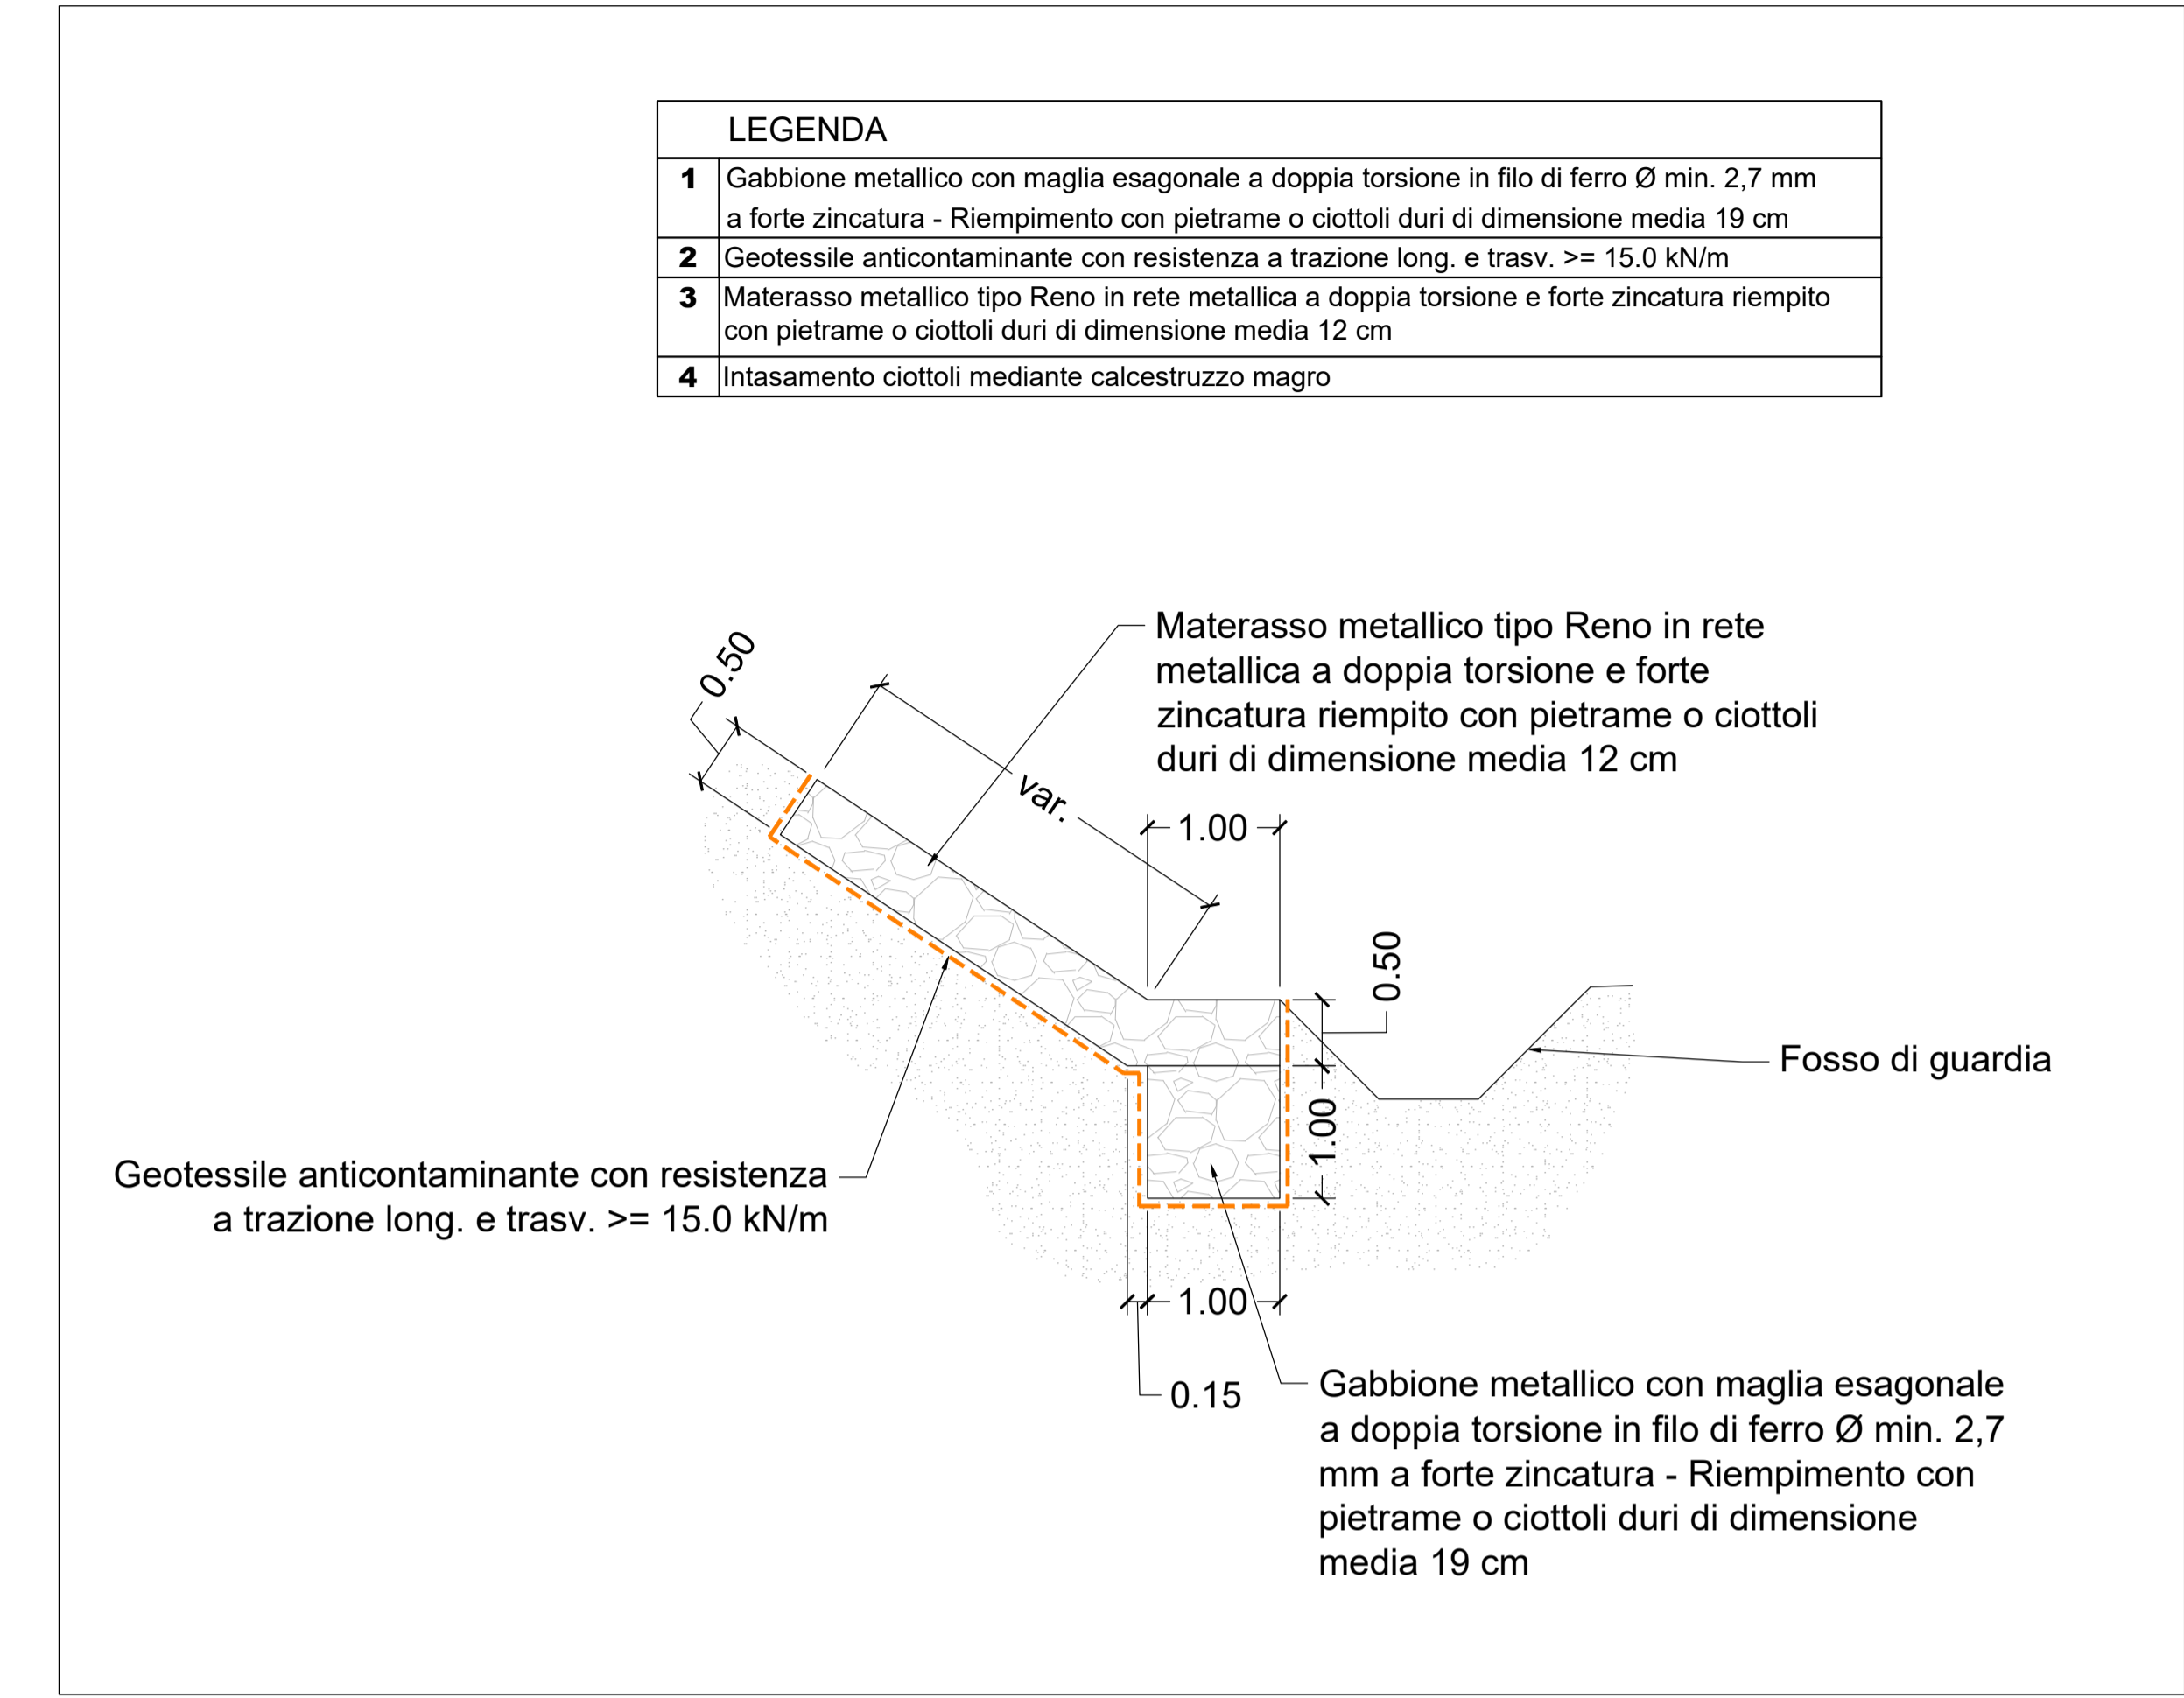 LEGENDA
1 Gabbione metallico con maglia esagonale a doppia torsione in filo di ferro Ø min. 2,7 mm
a forte zincatura - Riempimento con pietrame o ciottoli duri di dimensione media 19 cm
2 Geotessile anticontaminante con resistenza a trazione long. e trasv. >= 15.0 kN/m
3 Materasso metallico tipo Reno in rete metallica a doppia torsione e forte zincatura riempito
con pietrame o ciottoli duri di dimensione media 12 cm
4 Intasamento ciottoli mediante calcestruzzo magro
Materasso metallico tipo Reno in rete
metallica a doppia torsione e forte
zincatura riempito con pietrame o ciottoli
duri di dimensione media 12 cm
0.50
var.
1.00
0.50
Fosso di guardia
1.00
Geotessile anticontaminante con resistenza
a trazione long. e trasv. >= 15.0 kN/m
1.00
0.15
Gabbione metallico con maglia esagonale
a doppia torsione in filo di ferro Ø min. 2,7
mm a forte zincatura - Riempimento con
pietrame o ciottoli duri di dimensione
media 19 cm